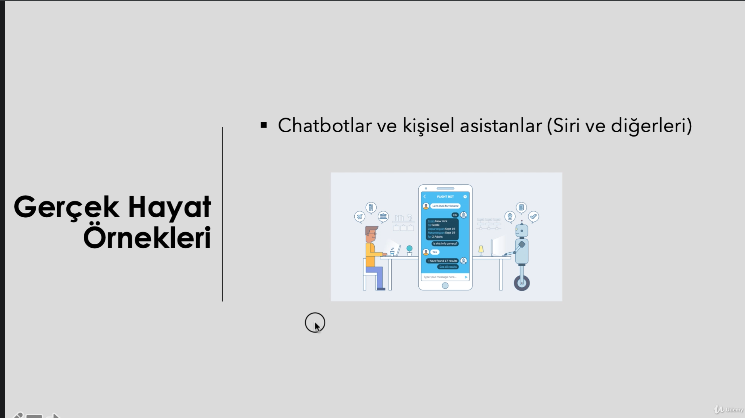 Gerçek Hayat
Örnekleri
▪ Chatbotlar ve kişisel asistanlar (Siri ve diğerleri)